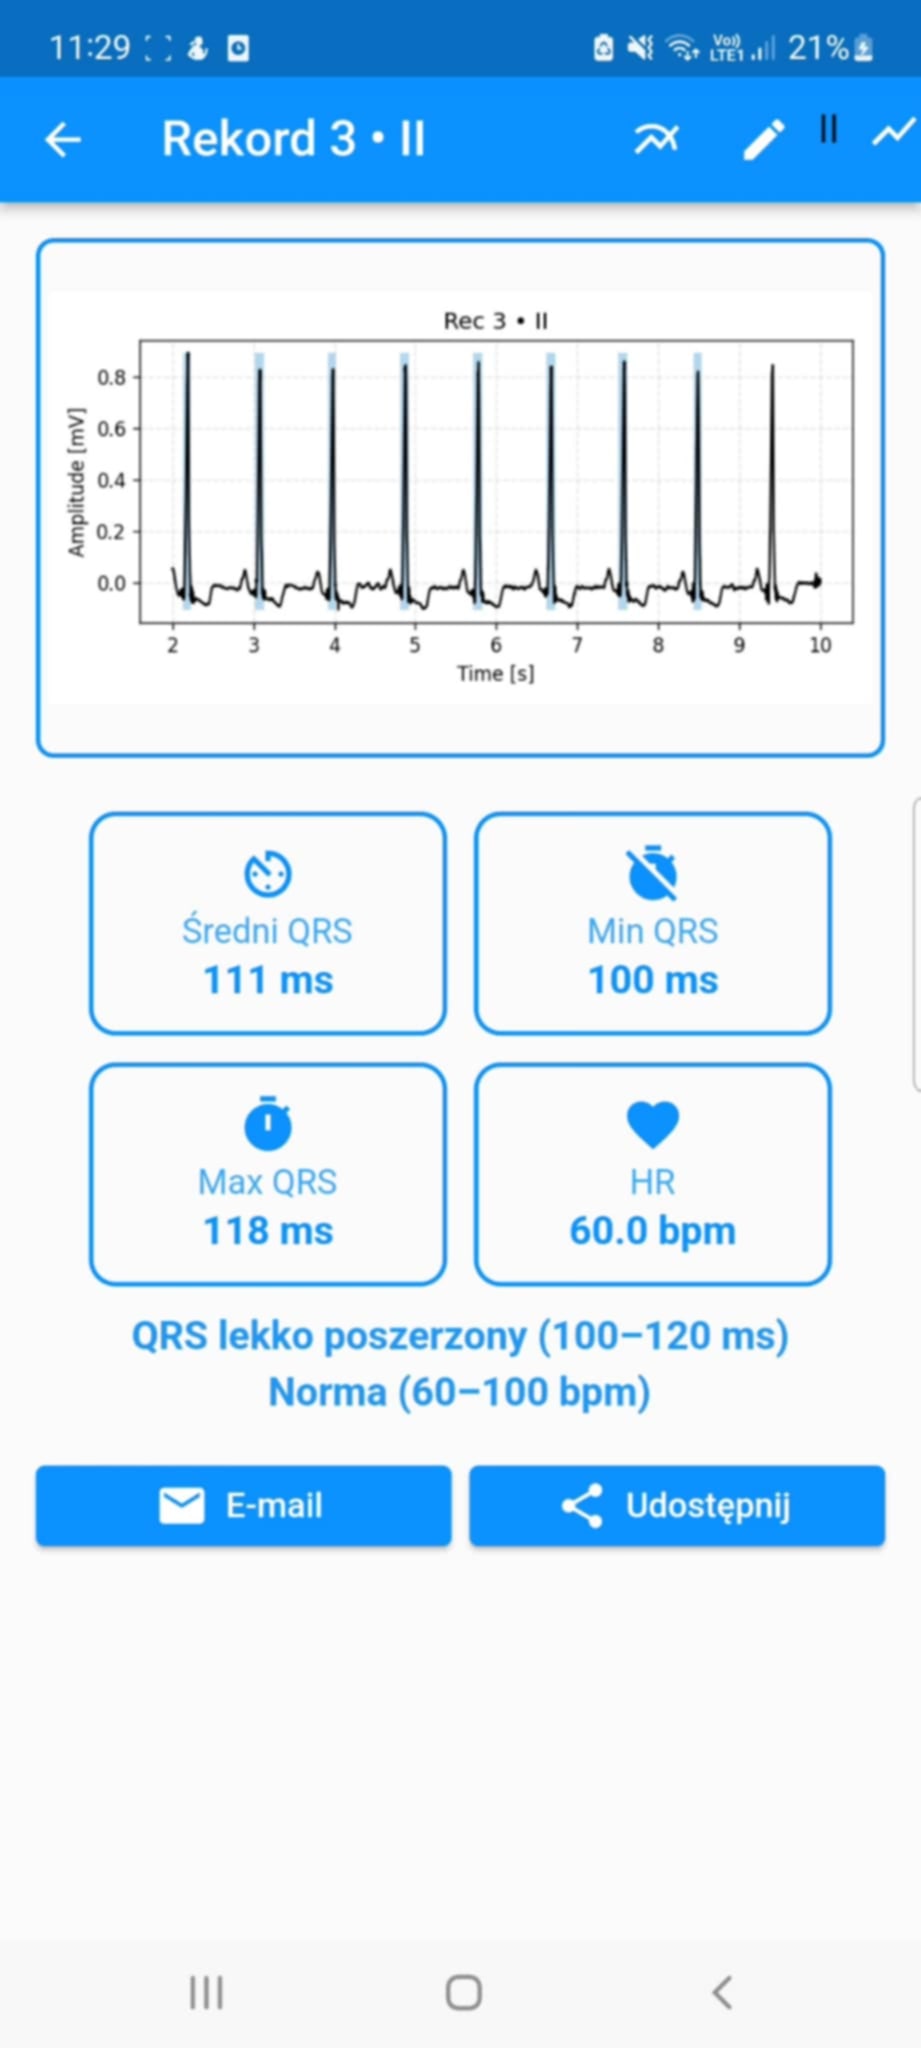 11:29 Vo)) LTE1 21%
Rekord 3 • II II
Rec 3 • II
Amplitude [mV]
0.8
0.6
0.4
0.2
0.0
2 3 4 5 6 7 8 9 10
Time [s]
Średni QRS
111 ms
Min QRS
100 ms
Max QRS
118 ms
HR
60.0 bpm
QRS lekko poszerzony (100–120 ms)
Norma (60–100 bpm)
E-mail
Udostępnij